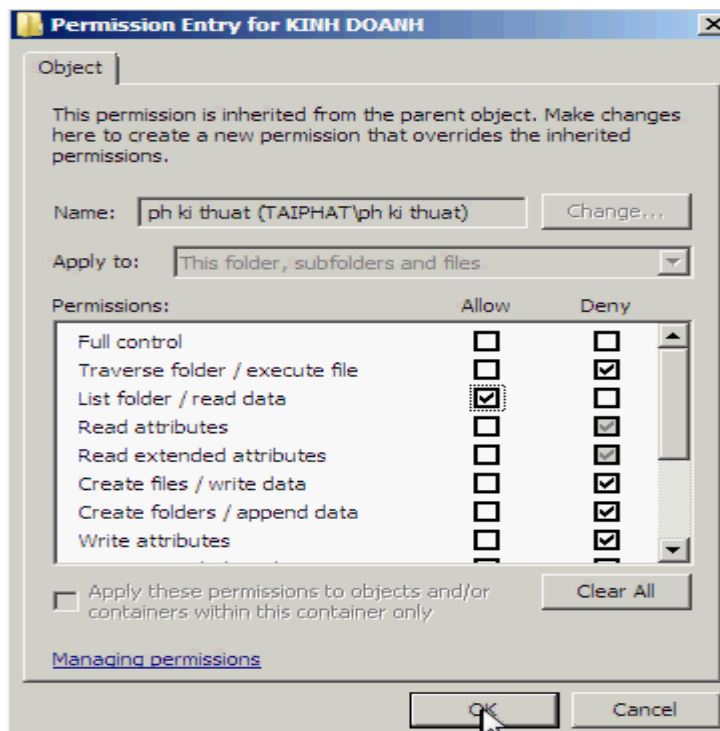 Permission Entry for KINH DOANH
Object
This permission is inherited from the parent object. Make changes
here to create a new permission that overrides the inherited
permissions.
Name: ph ki thuat (TAIPHAT\ph ki thuat) Change...
Apply to: This folder, subfolders and files
Permissions: Allow Deny
Full control
Traverse folder / execute file
List folder / read data
Read attributes
Read extended attributes
Create files / write data
Create folders / append data
Write attributes
Apply these permissions to objects and/or
containers within this container only
Clear All
Managing permissions
OK Cancel